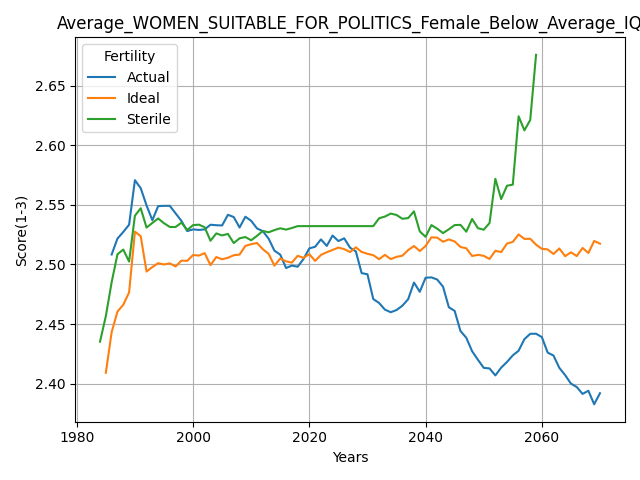 Average_WOMEN_SUITABLE_FOR_POLITICS_Female_Below_Average_IQ
Fertility
Actual
Ideal
Sterile
Score(1-3)
2.65
2.60
2.55
2.50
2.45
2.40
1980 2000 2020 2040 2060
Years